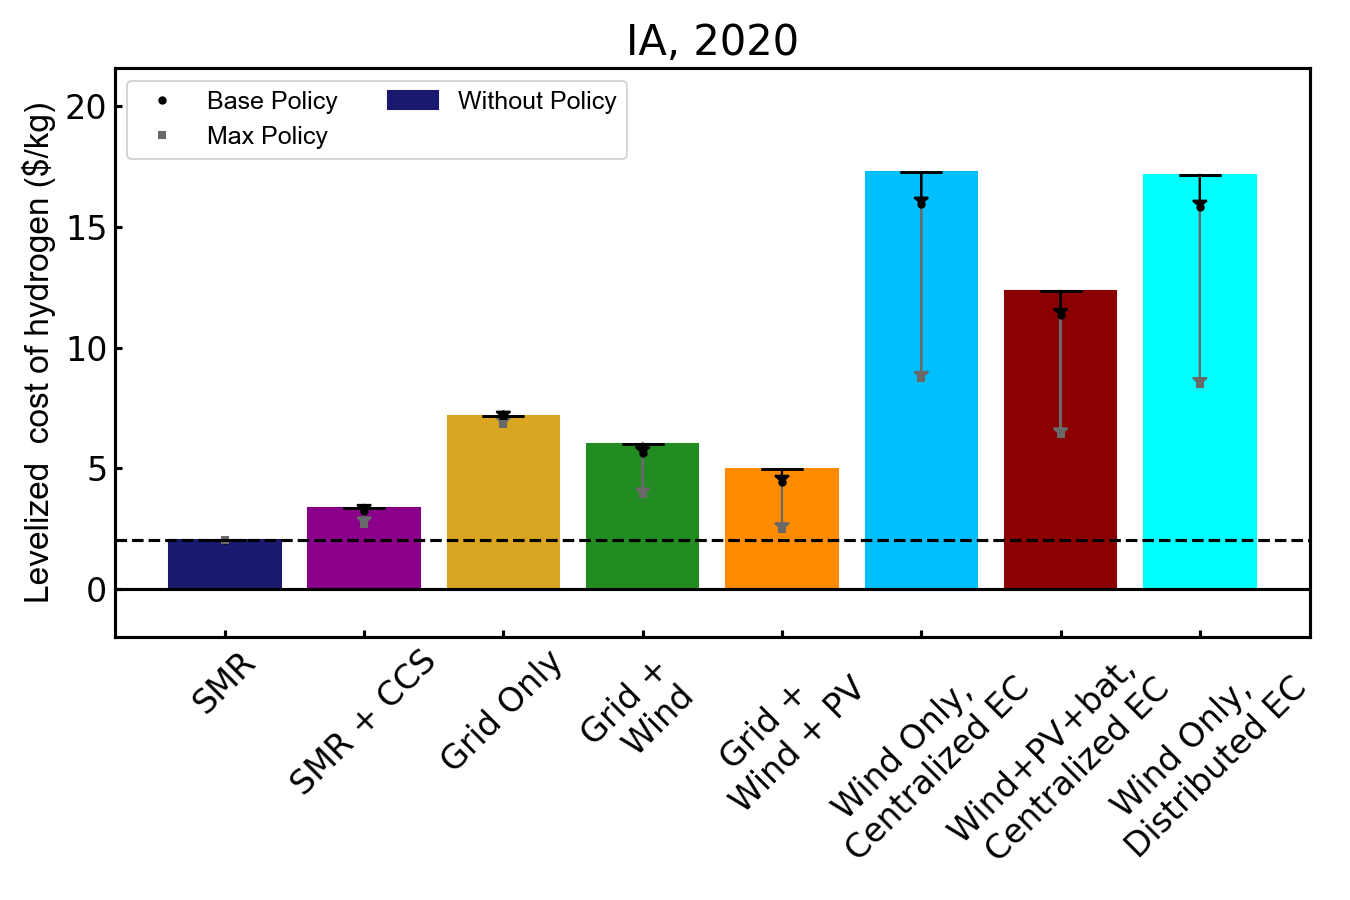 IA, 2020
Levelized  cost of hydrogen ($/kg)
20
15
10
5
0
Base Policy
Max Policy
Without Policy
SMR
SMR + CCS
Grid Only
Grid +
Wind
Grid +
Wind + PV
Wind Only,
Centralized EC
Wind+PV+bat,
Centralized EC
Wind Only,
Distributed EC